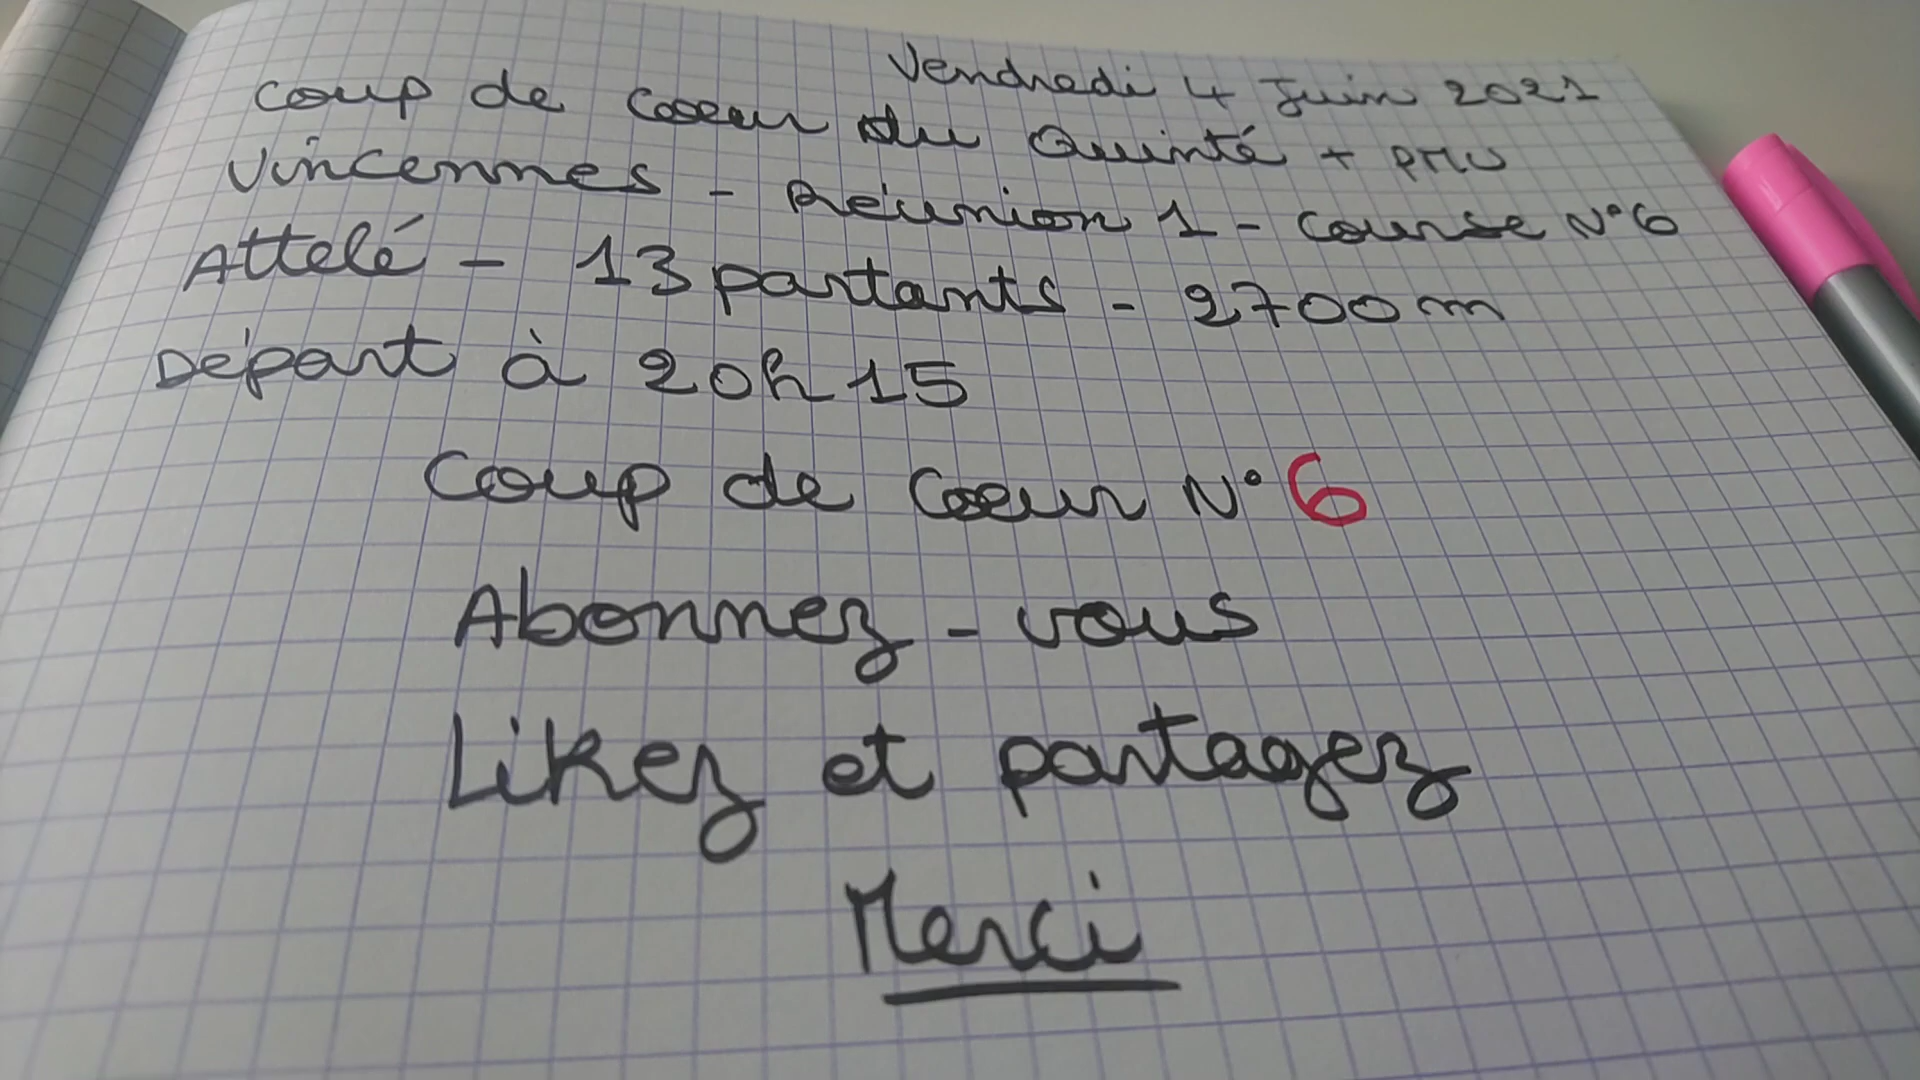 Vendredi 4 Juin 2021
Coup de Coeur du Quinté + PMU
Vincennes - Réunion 1 - Course N°6
Attelé - 13 partants - 2700 m
Départ à 20h15
Coup de Coeur N° 6
Abonnez-vous
Likez et partagez
Merci